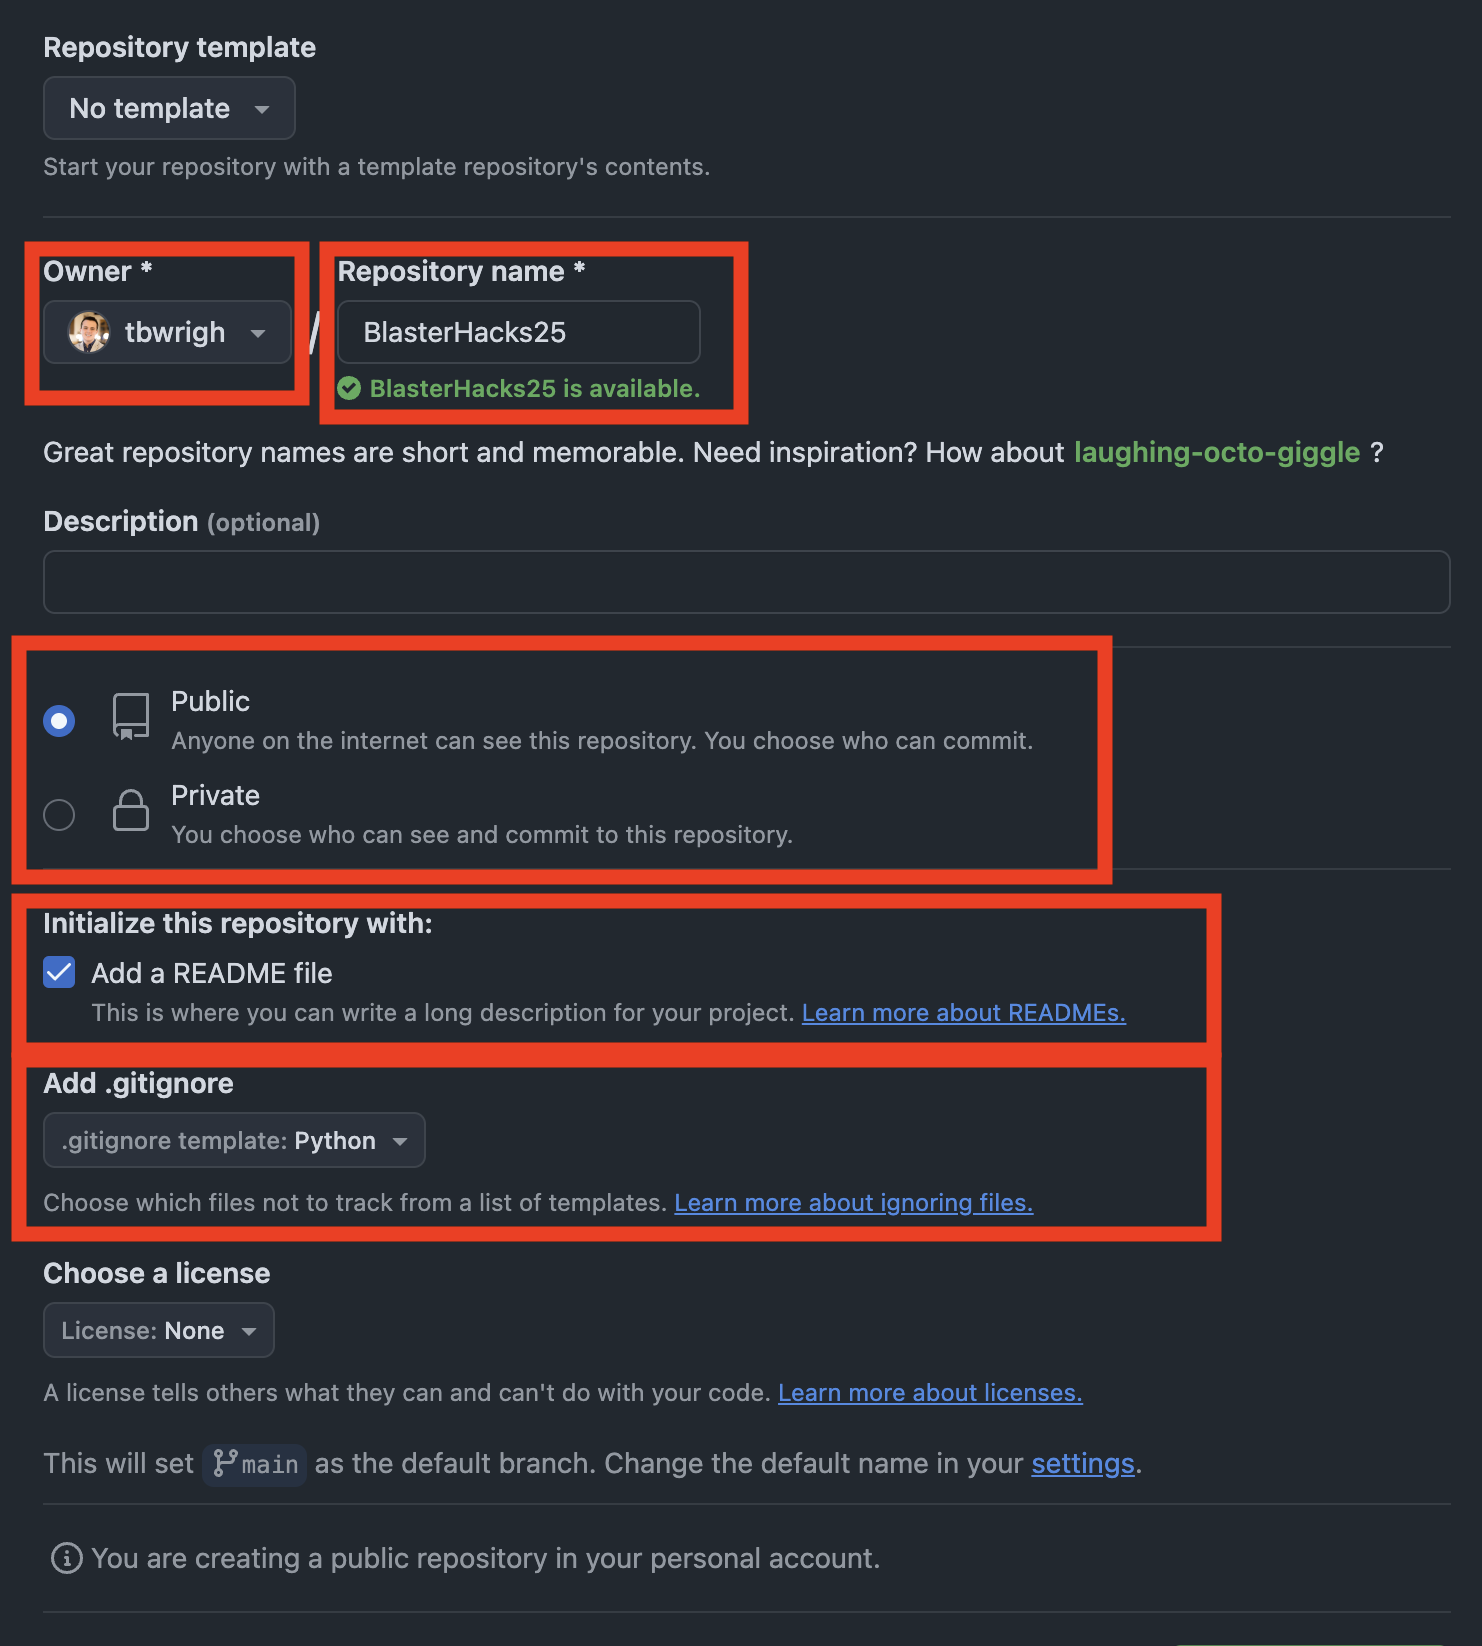 Repository template
No template
Start your repository with a template repository's contents.
Owner *
Repository name *
tbwrigh
/
BlasterHacks25
BlasterHacks25 is available.
Great repository names are short and memorable. Need inspiration? How about laughing-octo-giggle ?
Description (optional)
Public
Anyone on the internet can see this repository. You choose who can commit.
Private
You choose who can see and commit to this repository.
Initialize this repository with:
Add a README file
This is where you can write a long description for your project. Learn more about READMEs.
Add .gitignore
.gitignore template: Python
Choose which files not to track from a list of templates. Learn more about ignoring files.
Choose a license
License: None
A license tells others what they can and can't do with your code. Learn more about licenses.
This will set main as the default branch. Change the default name in your settings.
You are creating a public repository in your personal account.